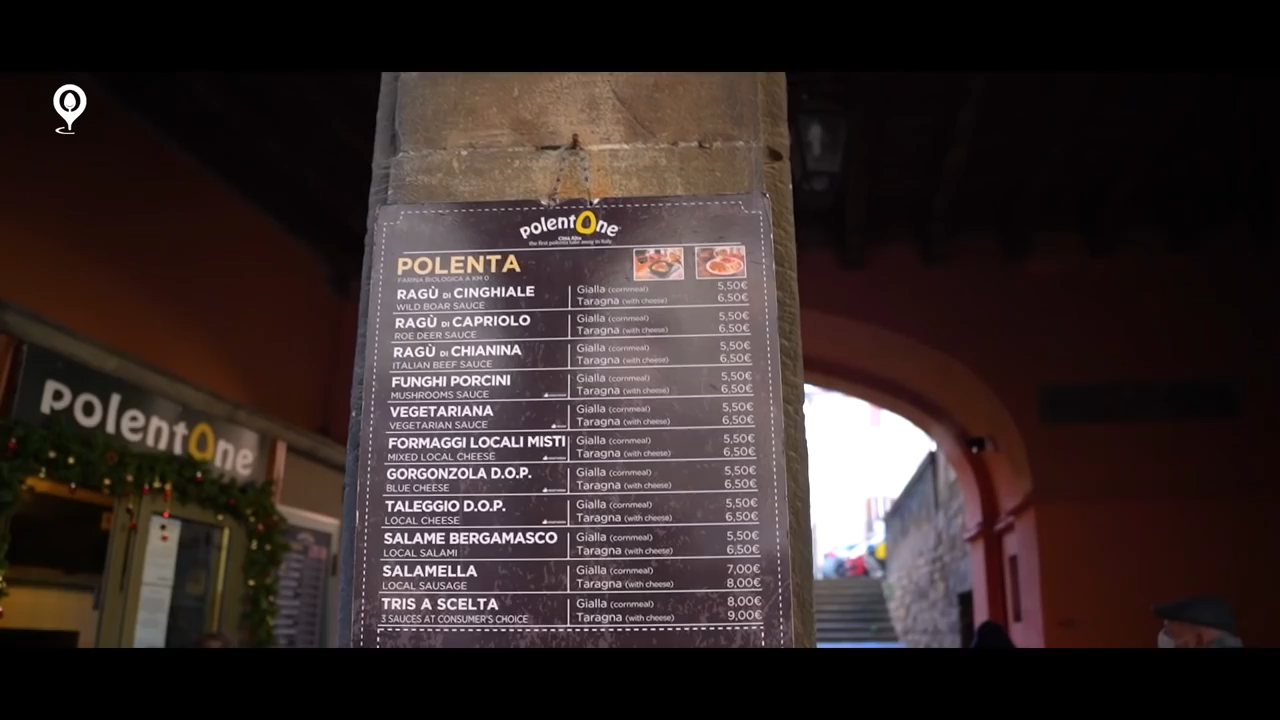 polentOne
Città Alta
the first polenta take away in Italy
POLENTA
FARINA BIOLOGICA A KM 0
RAGÙ DI CINGHIALE
WILD BOAR SAUCE
Gialla (cornmeal) 5,50€
Taragna (with cheese) 6,50€
RAGÙ DI CAPRIOLO
ROE DEER SAUCE
Gialla (cornmeal) 5,50€
Taragna (with cheese) 6,50€
RAGÙ DI CHIANINA
ITALIAN BEEF SAUCE
Gialla (cornmeal) 5,50€
Taragna (with cheese) 6,50€
FUNGHI PORCINI
MUSHROOMS SAUCE
Gialla (cornmeal) 5,50€
Taragna (with cheese) 6,50€
VEGETARIANA
VEGETARIAN SAUCE
Gialla (cornmeal) 5,50€
Taragna (with cheese) 6,50€
FORMAGGI LOCALI MISTI
MIXED LOCAL CHEESE
Gialla (cornmeal) 5,50€
Taragna (with cheese) 6,50€
GORGONZOLA D.O.P.
BLUE CHEESE
Gialla (cornmeal) 5,50€
Taragna (with cheese) 6,50€
TALEGGIO D.O.P.
LOCAL CHEESE
Gialla (cornmeal) 5,50€
Taragna (with cheese) 6,50€
SALAME BERGAMASCO
LOCAL SALAMI
Gialla (cornmeal) 5,50€
Taragna (with cheese) 6,50€
SALAMELLA
LOCAL SAUSAGE
Gialla (cornmeal) 7,00€
Taragna (with cheese) 8,00€
TRIS A SCELTA
3 SAUCES AT CONSUMER'S CHOICE
Gialla (cornmeal) 8,00€
Taragna (with cheese) 9,00€
polentOne